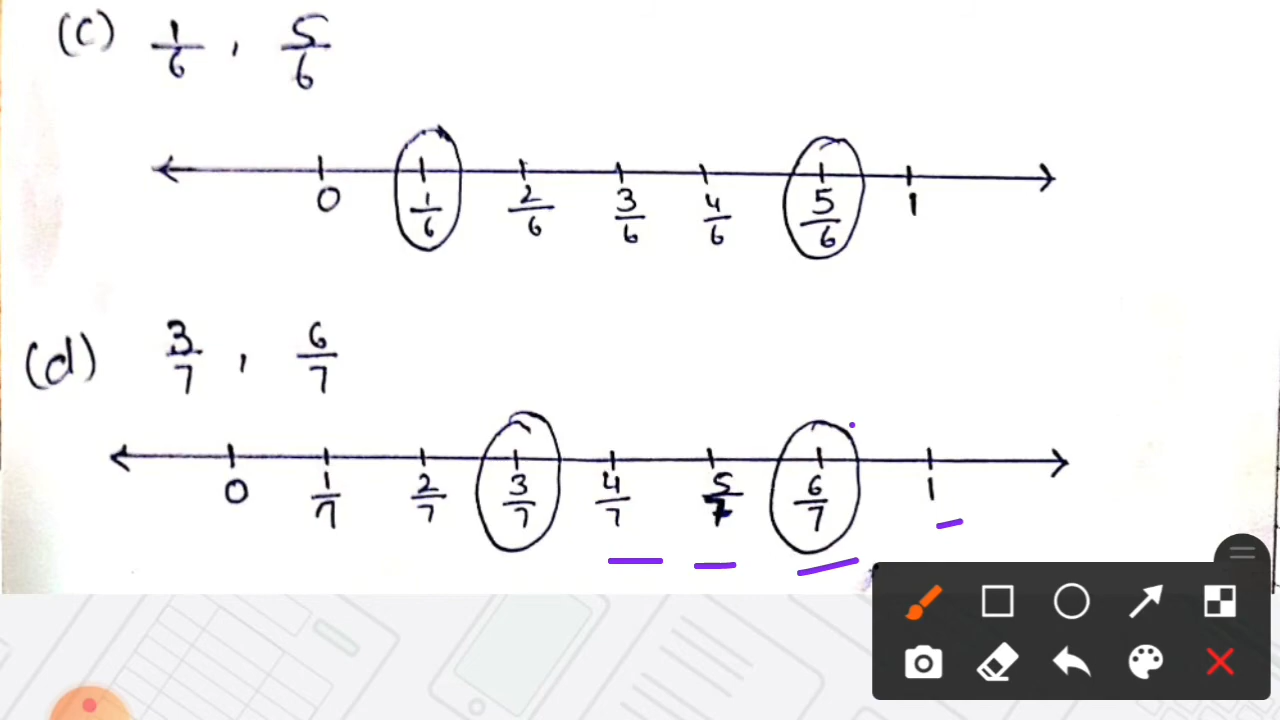 (c) 1/6 , 5/6
0 1/6 2/6 3/6 4/6 5/6 1
(d) 3/7 , 6/7
0 1/7 2/7 3/7 4/7 5/7 6/7 1